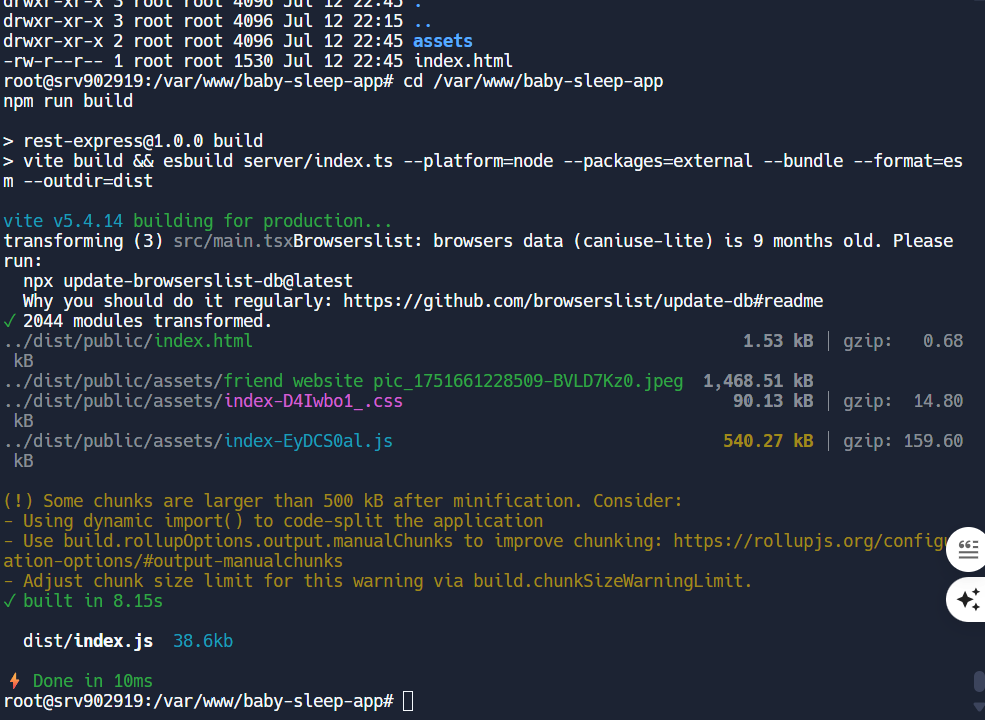 drwxr-xr-x 3 root root 4096 Jul 12 22:45 .
drwxr-xr-x 3 root root 4096 Jul 12 22:15 ..
drwxr-xr-x 2 root root 4096 Jul 12 22:45 assets
-rw-r--r-- 1 root root 1530 Jul 12 22:45 index.html
root@srv902919:/var/www/baby-sleep-app# cd /var/www/baby-sleep-app
npm run build
> rest-express@1.0.0 build
> vite build && esbuild server/index.ts --platform=node --packages=external --bundle --format=es
m --outdir=dist
vite v5.4.14 building for production...
transforming (3) src/main.tsxBrowserslist: browsers data (caniuse-lite) is 9 months old. Please
run:
  npx update-browserslist-db@latest
  Why you should do it regularly: https://github.com/browserslist/update-db#readme
✓ 2044 modules transformed.
../dist/public/index.html                                                 1.53 kB │ gzip:   0.68
 kB
../dist/public/assets/friend website pic_1751661228509-BVLD7Kz0.jpeg  1,468.51 kB
../dist/public/assets/index-D4Iwbo1_.css                                 90.13 kB │ gzip:  14.80
 kB
../dist/public/assets/index-EyDCS0al.js                                 540.27 kB │ gzip: 159.60
 kB
(!) Some chunks are larger than 500 kB after minification. Consider:
- Using dynamic import() to code-split the application
- Use build.rollupOptions.output.manualChunks to improve chunking: https://rollupjs.org/configu
ation-options/#output-manualchunks
- Adjust chunk size limit for this warning via build.chunkSizeWarningLimit.
✓ built in 8.15s
  dist/index.js  38.6kb
⚡ Done in 10ms
root@srv902919:/var/www/baby-sleep-app#